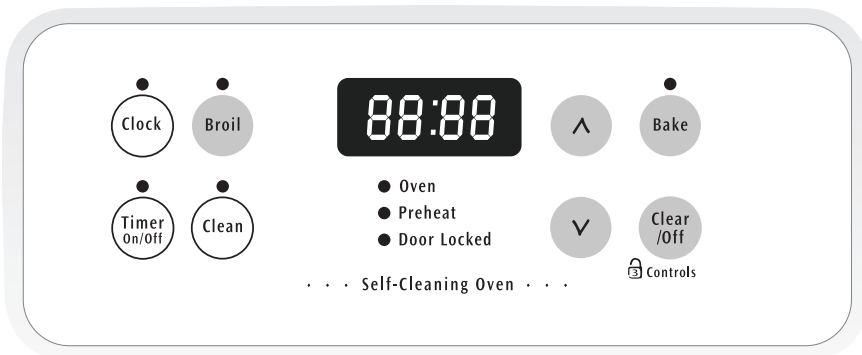 Clock
Broil
88:88
Bake
Timer
On/Off
Clean
Oven
Preheat
Door Locked
Clear
/Off
3 Controls
· · · Self-Cleaning Oven · · ·